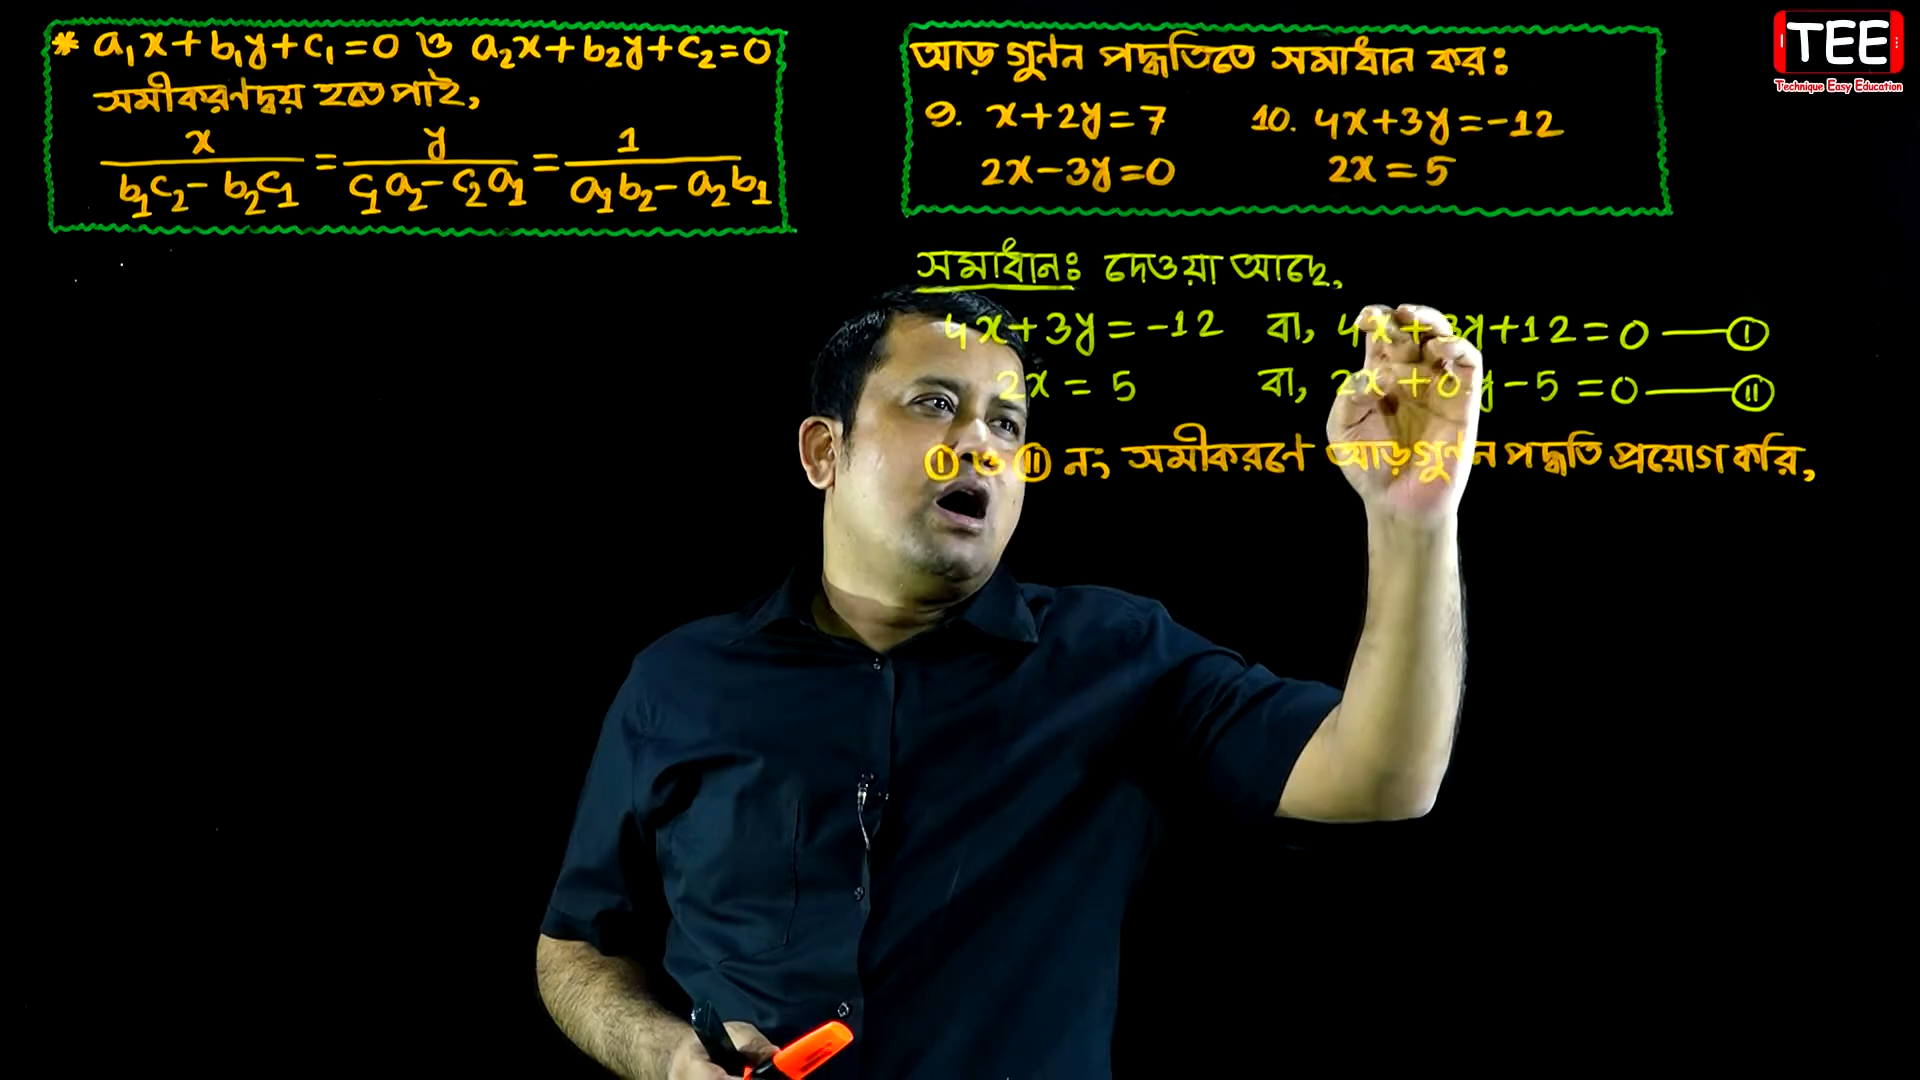 * a₁x+b₁y+c₁=0 ও a₂x+b₂y+c₂=0
সমীকরণদ্বয় হতে পাই,
x/(b₁c₂- b₂c₁) = y/(c₁a₂-c₂a₁) = 1/(a₁b₂-a₂b₁)
আড় গুণন পদ্ধতিতে সমাধান কর:
9. x+2y=7
2x-3y=0
10. 4x+3y=-12
2x=5
TEE
Technique Easy Education
সমাধান: দেওয়া আছে,
4x+3y=-12 বা, 4x+3y+12=0 — (i)
2x = 5 বা, 2x+0.y-5=0 — (ii)
(i) ও (ii) নং সমীকরণে আড়গুণন পদ্ধতি প্রয়োগ করি,